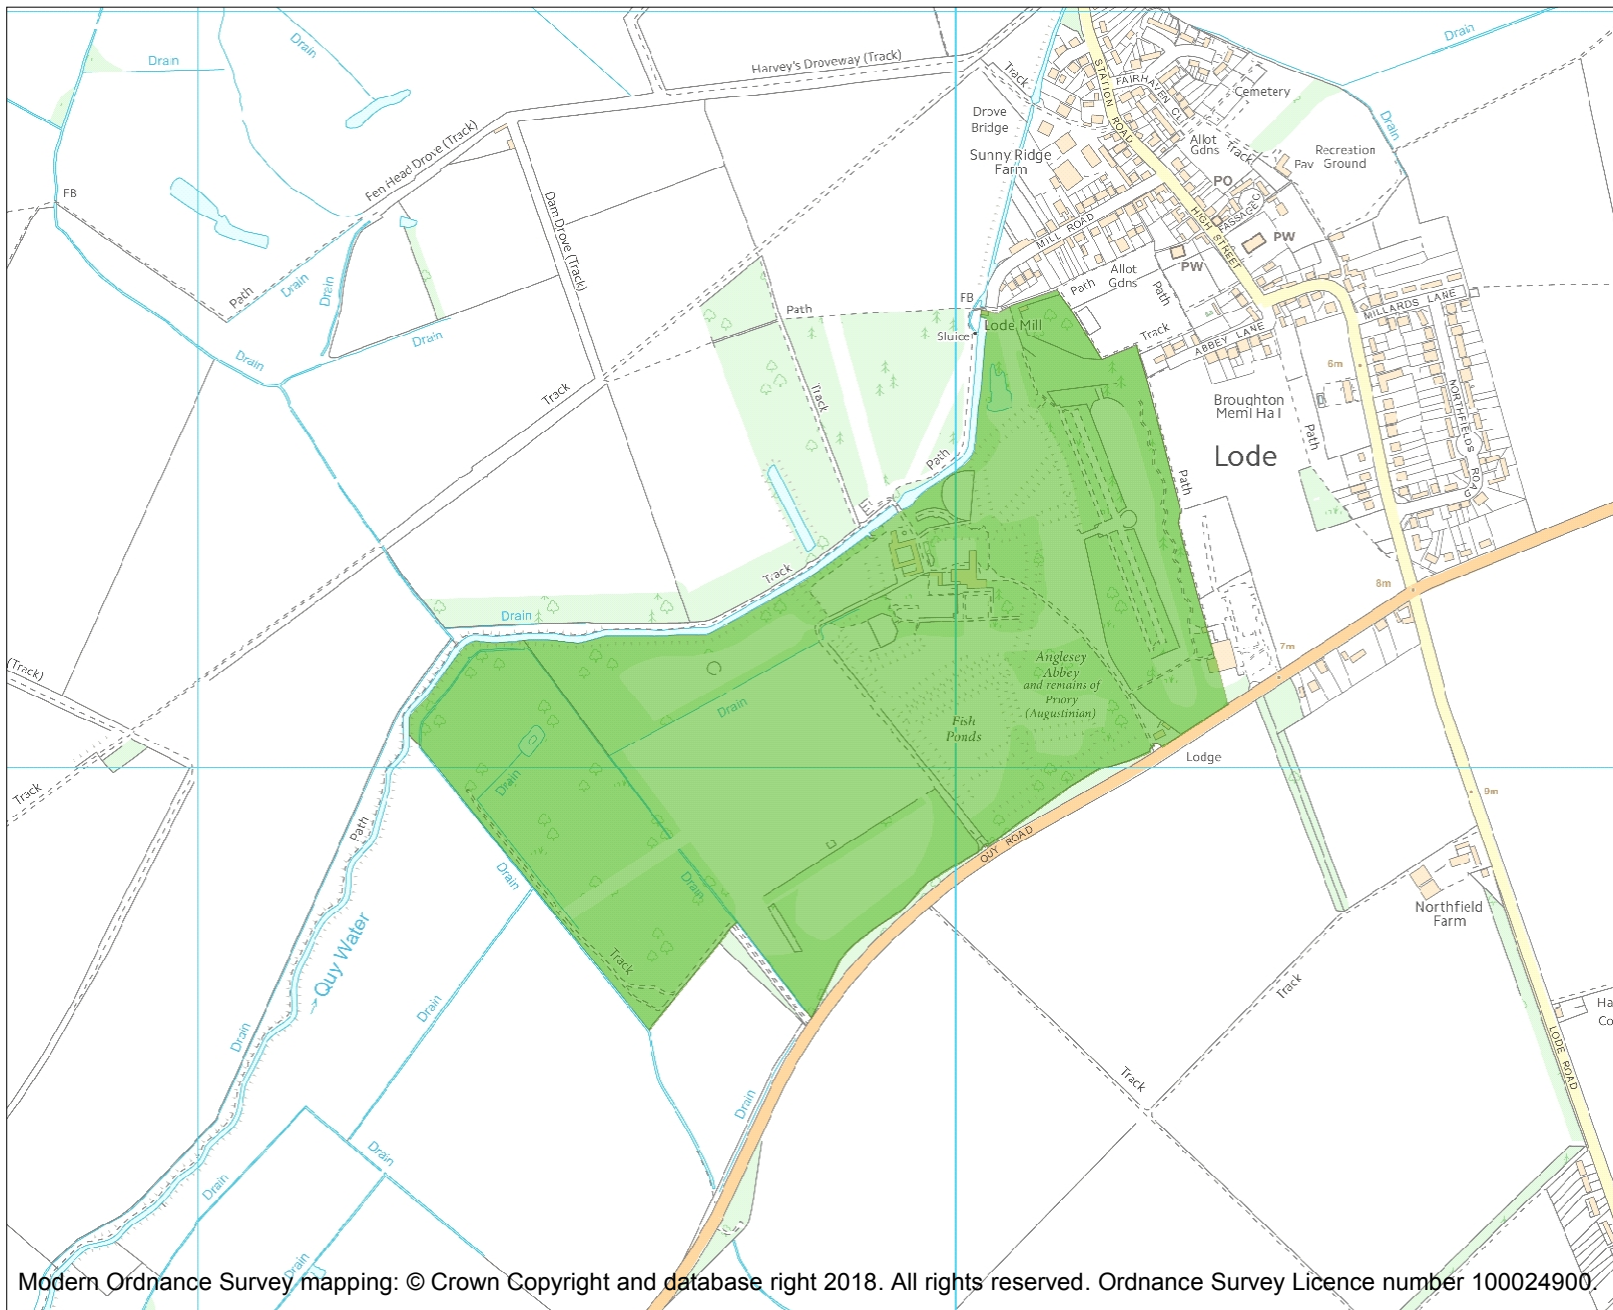 Drain
Drain
Drain
Harvey's Droveway (Track)
Track
STATION ROAD
FAIRHAVEN CL
Cemetery
Drain
Drove
Bridge
Allot
Gdns
Track
Recreation
Ground
Pav
Sunny Ridge
Farm
Fen Head Drove (Track)
FB
PO
PASSAGE CL
HIGH STREET
MILL ROAD
PW
PW
Dam Drove (Track)
Path
Drain
Drain
Allot
Gdns
Path
Path
FB
Path
Lode Mill
Sluice
Track
ABBEY LANE
MILLARDS LANE
Drain
Drain
6m
Track
Track
Broughton
Meml Hall
NORTHFIELDS ROAD
Path
Lode
Path
Path
Track
8m
Drain
7m
(Track)
Anglesey
Abbey
and remains of
Priory
(Augustinian)
Drain
Fish
Ponds
Lodge
Drain
Track
9m
Path
QUY ROAD
Drain
Drain
Northfield
Farm
Quy Water
Track
Track
Drain
Drain
Ha
Co
LODE ROAD
Track
Drain
Drain
Drain
Drain
Modern Ordnance Survey mapping: © Crown Copyright and database right 2018. All rights reserved. Ordnance Survey Licence number 100024900.